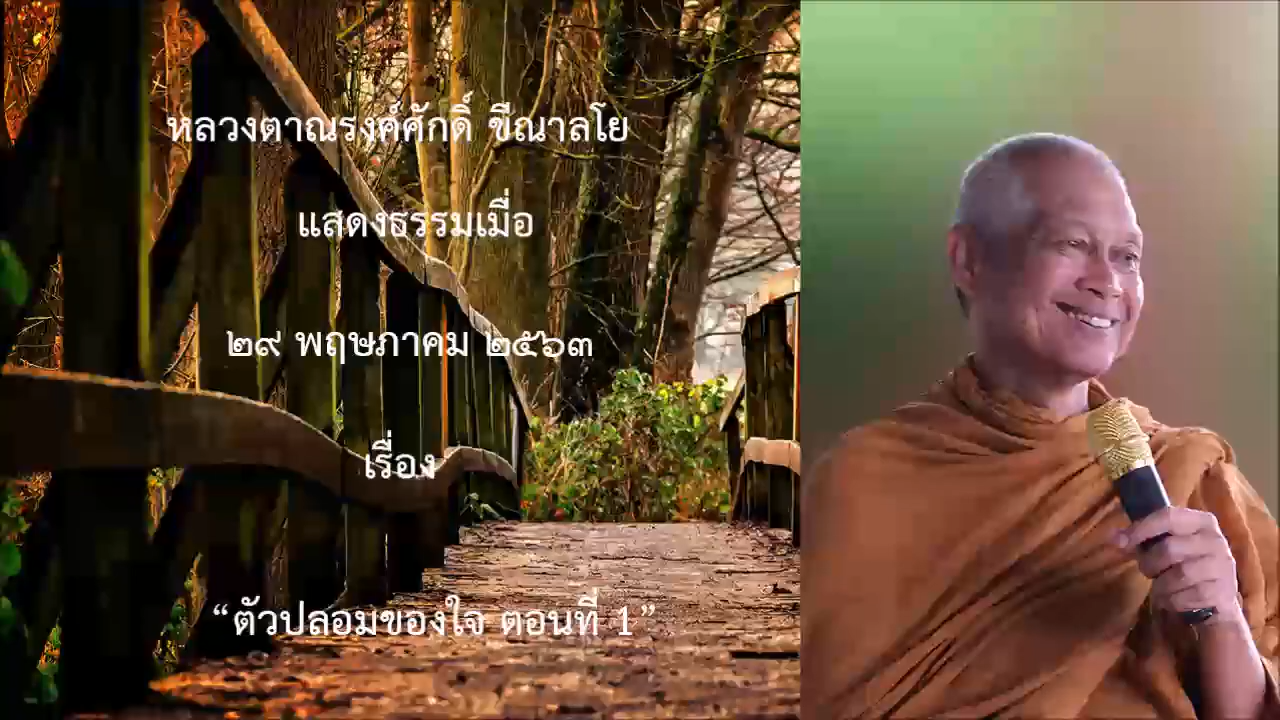 หลวงตาณรงค์ศักดิ์ ขีณาลโย
แสดงธรรมเมื่อ
๒๙ พฤษภาคม ๒๕๖๓
เรื่อง
“ตัวปลอมของใจ ตอนที่ 1”